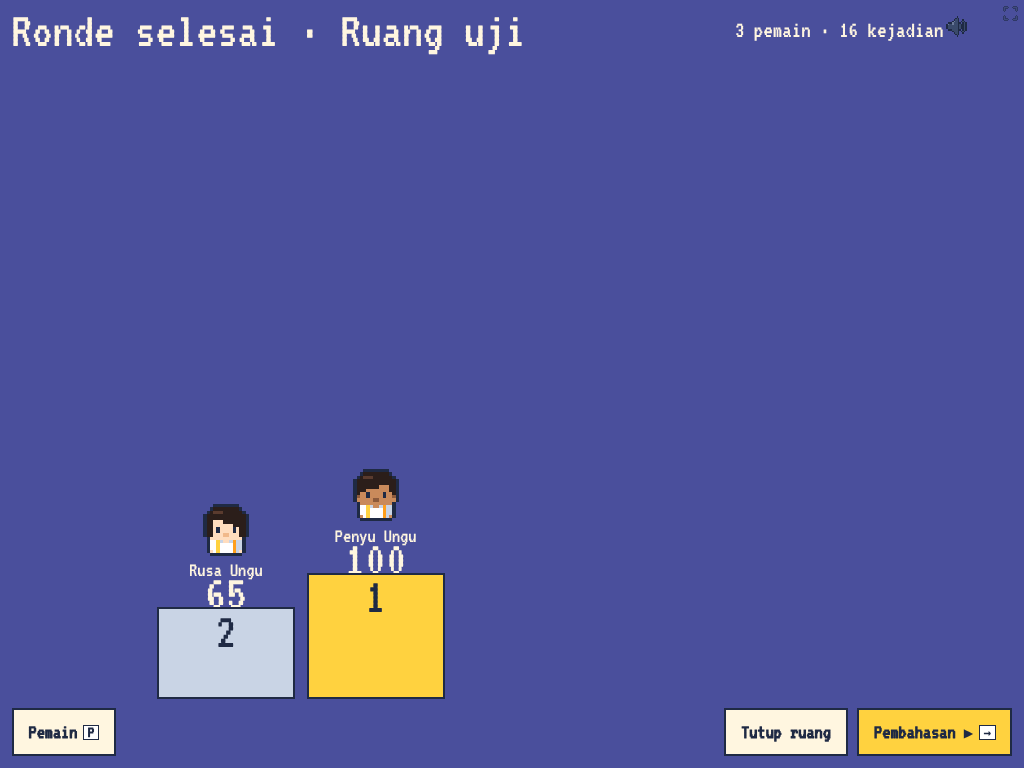 Ronde selesai · Ruang uji
3 pemain · 16 kejadian
Penyu Ungu
100
1
Rusa Ungu
65
2
Pemain P
Tutup ruang
Pembahasan ▶ →